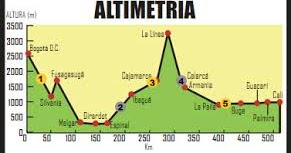 ALTIMETRIA
ALTURA (m)
3500
3000
2500
2000
1500
1000
500
0
Bogota D.C.
1
Silvania
Fusagasuga
Melgar
Girardot
Espinal
2
Ibagué
Cajamarca
3
La Linea
4
Calarcá
Armenia
La Paila
5
Buga
Guacarí
Palmira
Cali
0
50
100
150
200
250
300
350
400
450
500
Km